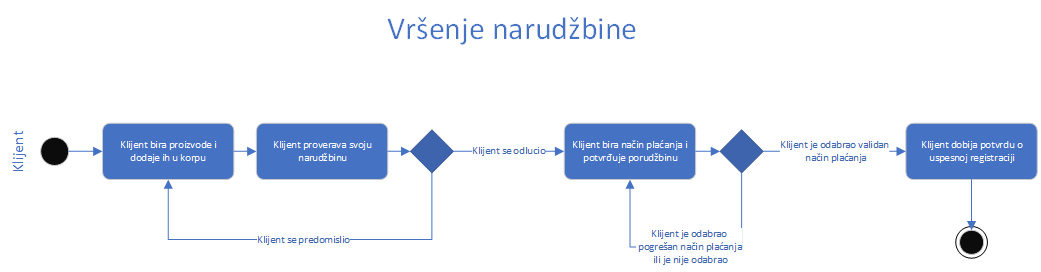 Vršenje narudžbine
Klijent
Klijent bira proizvode i
dodaje ih u korpu
Klijent proverava svoju
narudžbinu
Klijent se odlucio
Klijent bira način plaćanja i
potvrđuje porudžbinu
Klijent je odabrao validan
način plaćanja
Klijent dobija potvrdu o
uspesnoj registraciji
Klijent se predomislio
Klijent je odabrao
pogrešan način plaćanja
ili je nije odabrao